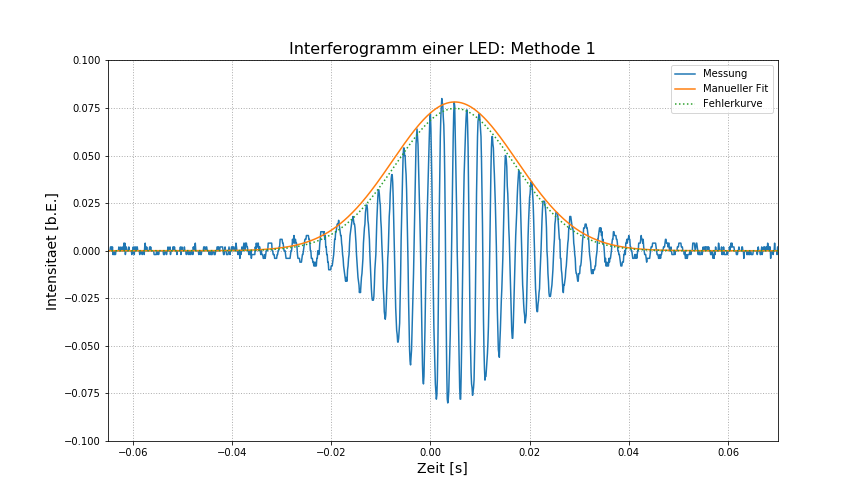 Interferogramm einer LED: Methode 1
Messung
Manueller Fit
Fehlerkurve
Intensitaet [b.E.]
0.100
0.075
0.050
0.025
0.000
−0.025
−0.050
−0.075
−0.100
−0.06 −0.04 −0.02 0.00 0.02 0.04 0.06
Zeit [s]